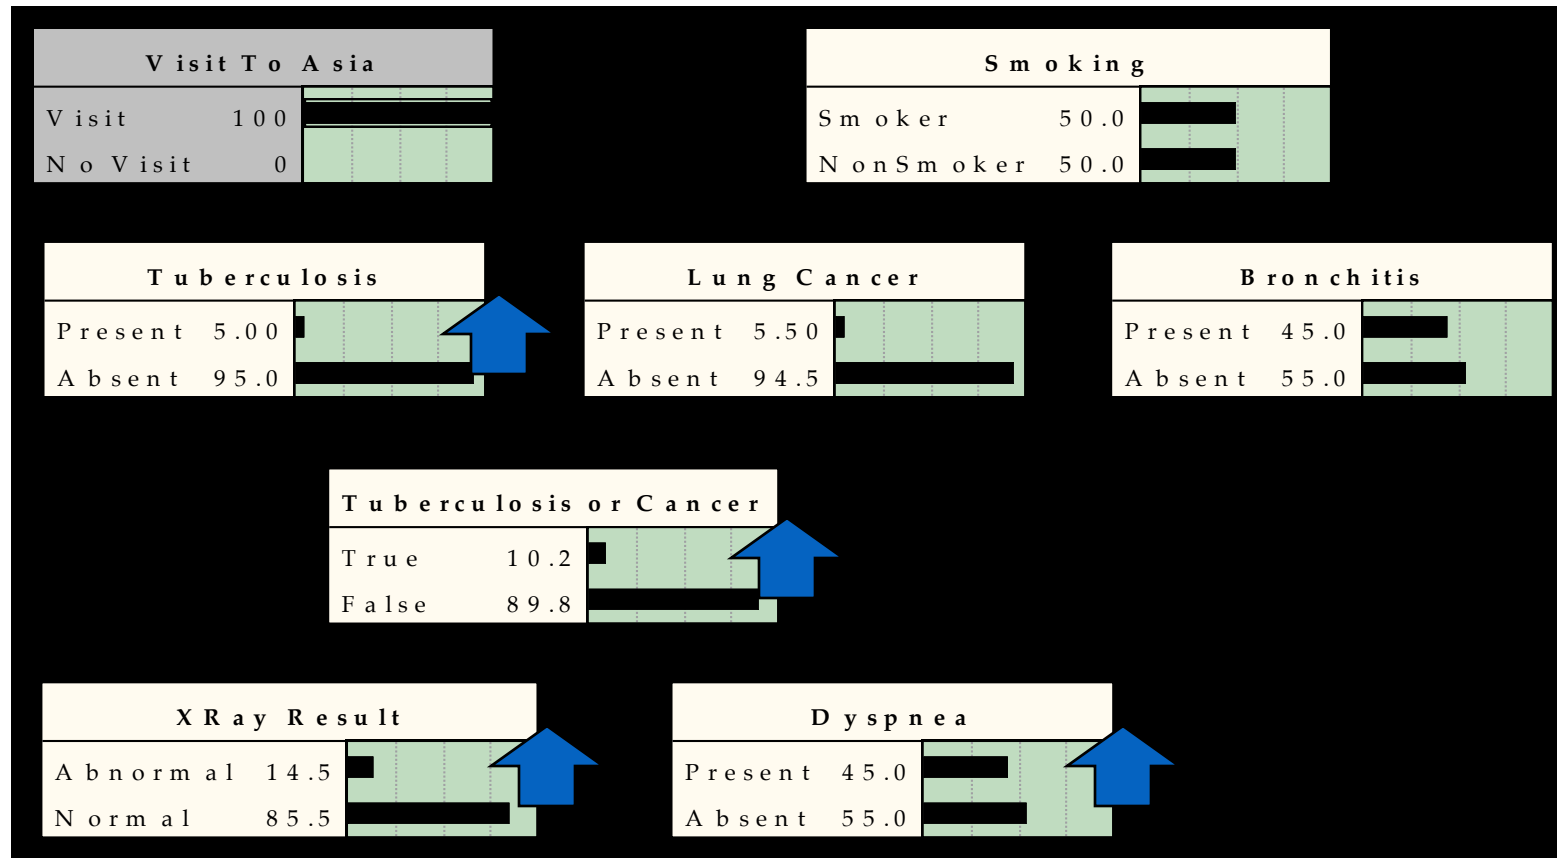 Visit To Asia
Visit 100
No Visit 0
Smoking
Smoker 50.0
NonSmoker 50.0
Tuberculosis
Present 5.00
Absent 95.0
Lung Cancer
Present 5.50
Absent 94.5
Bronchitis
Present 45.0
Absent 55.0
Tuberculosis or Cancer
True 10.2
False 89.8
XRay Result
Abnormal 14.5
Normal 85.5
Dyspnea
Present 45.0
Absent 55.0